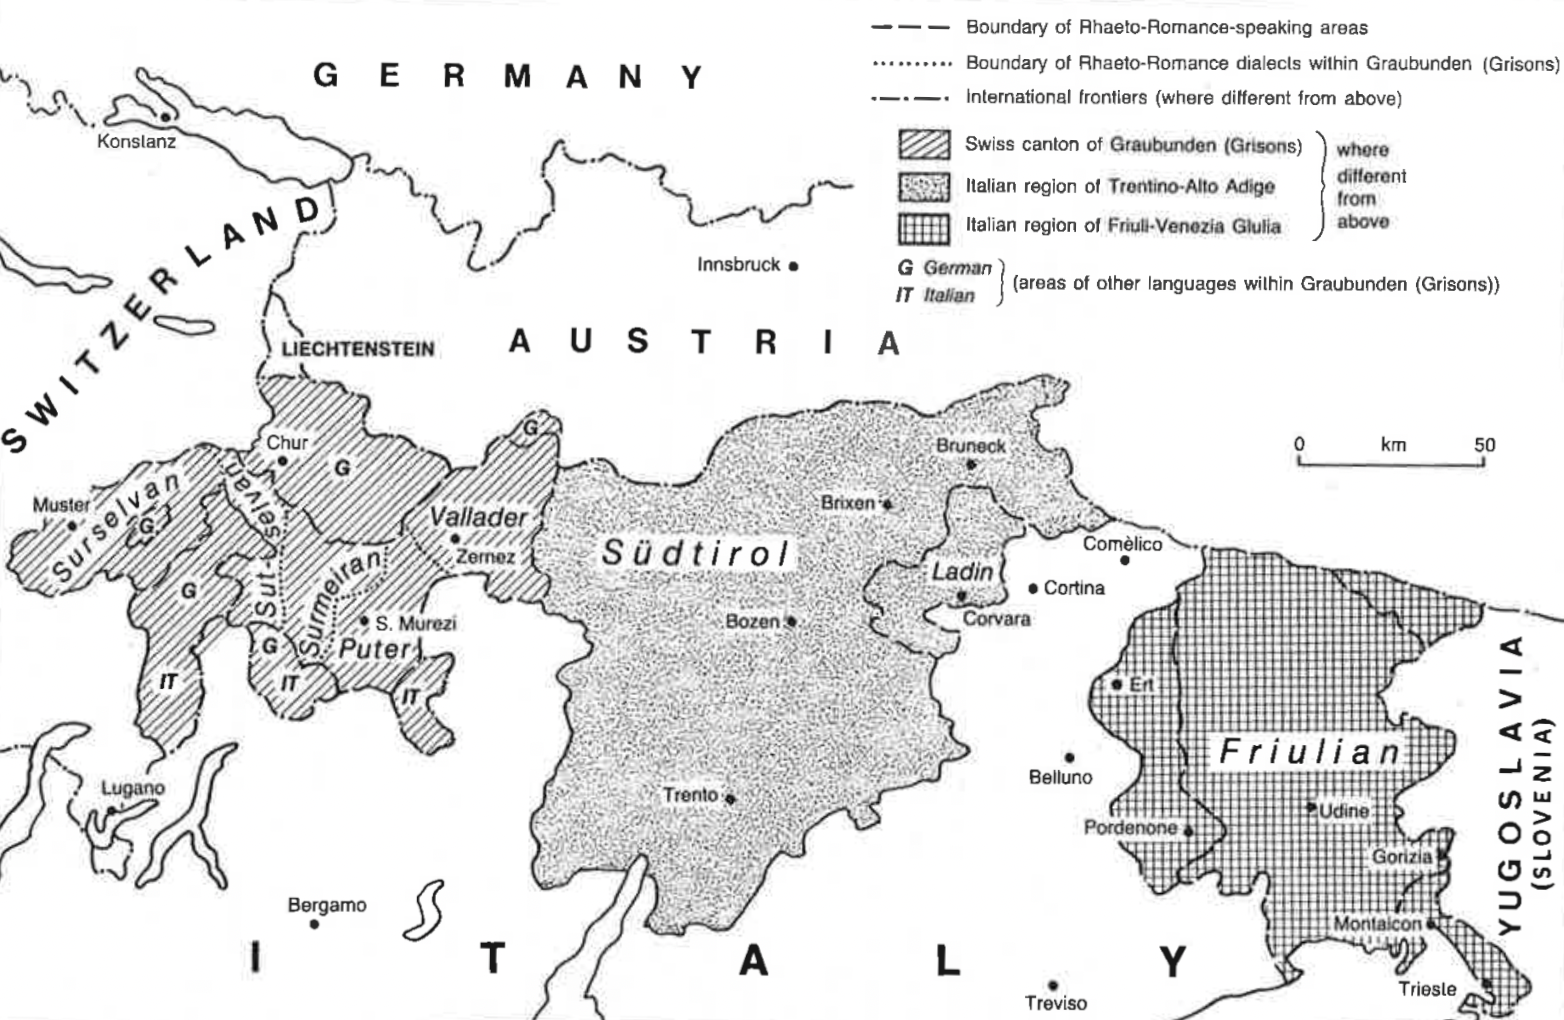 Boundary of Rhaeto-Romance-speaking areas
Boundary of Rhaeto-Romance dialects within Graubunden (Grisons)
International frontiers (where different from above)
Swiss canton of Graubunden (Grisons)
Italian region of Trentino-Alto Adige
Italian region of Friuli-Venezia Giulia
where
different
from
above
G German
IT Italian
(areas of other languages within Graubunden (Grisons))
GERMANY
Konstanz
SWITZERLAND
Innsbruck
AUSTRIA
LIECHTENSTEIN
0 km 50
G
Chur
G
Bruneck
Muster
Surselvan
G
Sut-selvan
Vallader
Zernez
Brixen
Südtirol
Comèlico
Ladin
Cortina
Corvara
G
Surmeiran
S. Murezi
Puter
Bozen
G
IT
IT
IT
Ert
YUGOSLAVIA
(SLOVENIA)
Friulian
Belluno
Lugano
Trento
Udine
Pordenone
Gorizia
Bergamo
Montalcon
ITALY
Treviso
Trieste